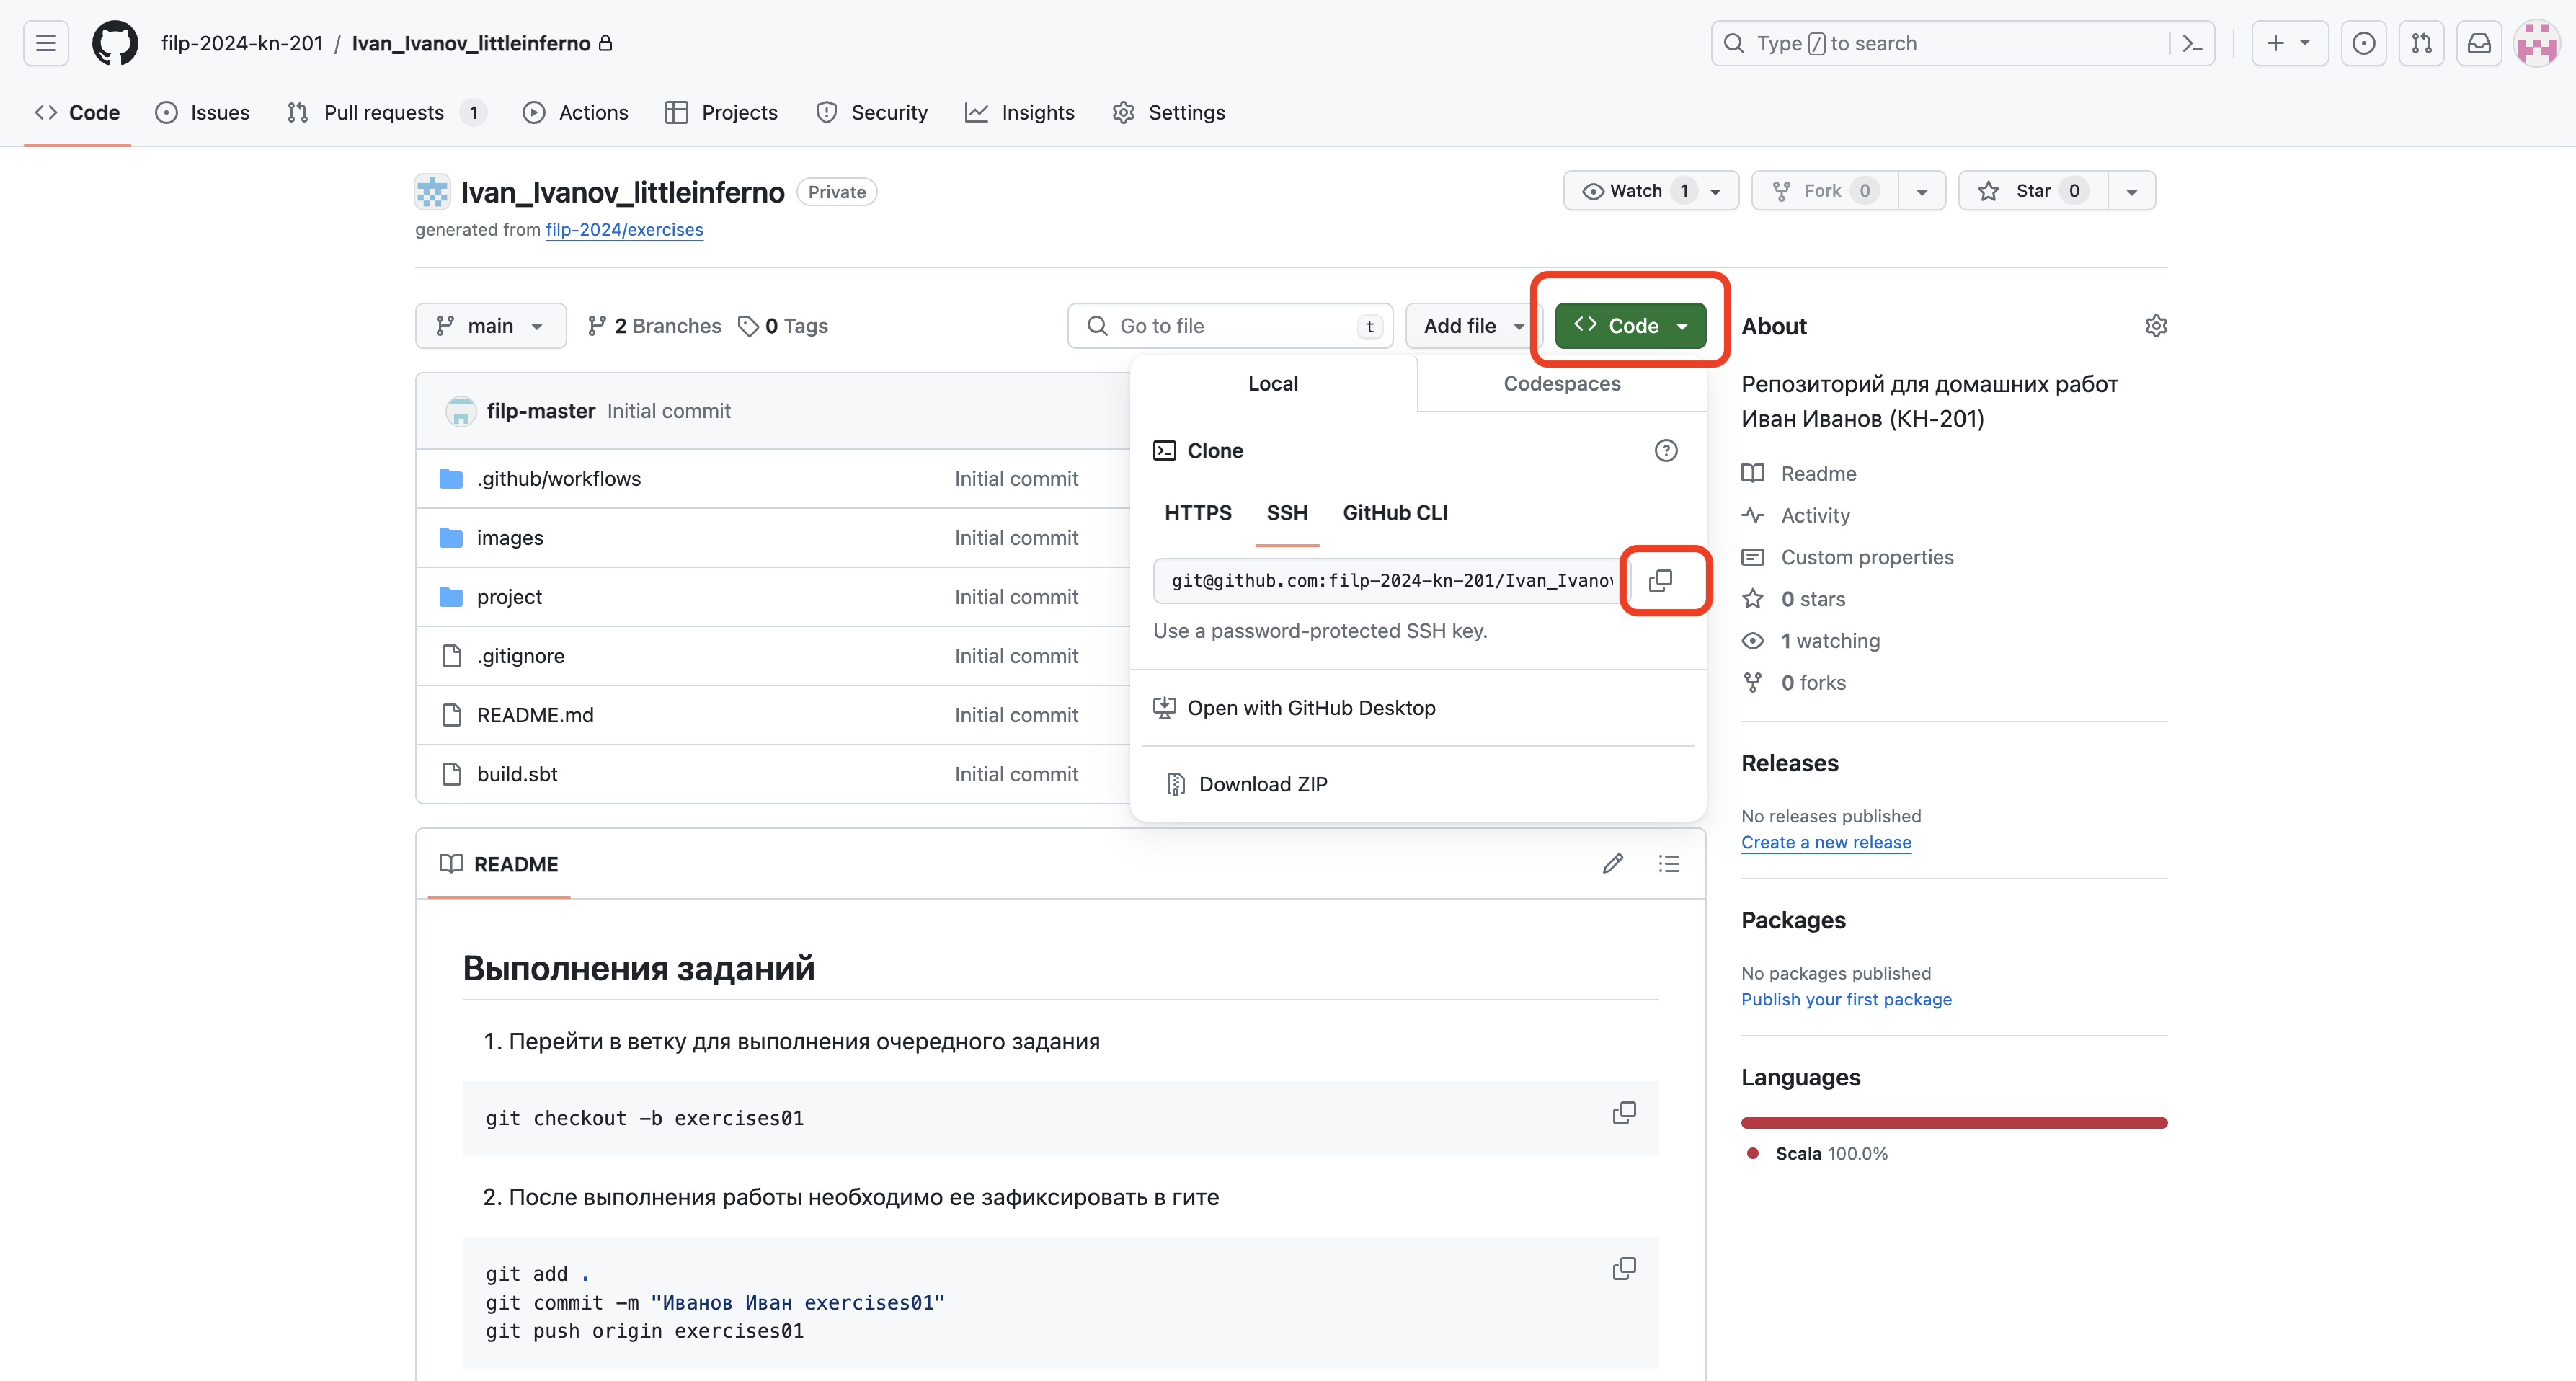 filp-2024-kn-201 / Ivan_Ivanov_littleinferno
Type / to search
Code
Issues
Pull requests 1
Actions
Projects
Security
Insights
Settings
Ivan_Ivanov_littleinferno Private
generated from filp-2024/exercises
Watch 1
Fork 0
Star 0
main
2 Branches
0 Tags
Go to file t
Add file
Code
Local
Codespaces
Clone
HTTPS SSH GitHub CLI
git@github.com:filp-2024-kn-201/Ivan_Ivanov
Use a password-protected SSH key.
Open with GitHub Desktop
Download ZIP
filp-master Initial commit
.github/workflows Initial commit
images Initial commit
project Initial commit
.gitignore Initial commit
README.md Initial commit
build.sbt Initial commit
README
Выполнения заданий
1. Перейти в ветку для выполнения очередного задания
git checkout -b exercises01
2. После выполнения работы необходимо ее зафиксировать в гите
git add .
git commit -m "Иванов Иван exercises01"
git push origin exercises01
About
Репозиторий для домашних работ
Иван Иванов (КН-201)
Readme
Activity
Custom properties
0 stars
1 watching
0 forks
Releases
No releases published
Create a new release
Packages
No packages published
Publish your first package
Languages
Scala 100.0%